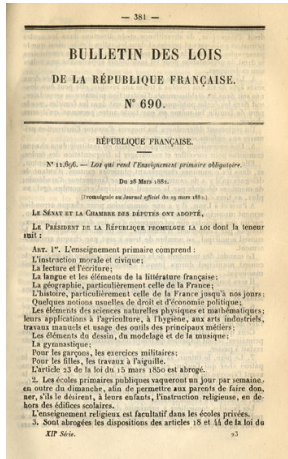 — 381 —
BULLETIN DES LOIS
DE LA RÉPUBLIQUE FRANÇAISE.
N° 690.
RÉPUBLIQUE FRANÇAISE.
N° 11,696. — LOI qui rend l'Enseignement primaire obligatoire.
Du 28 Mars 1882.
(Promulguée au Journal officiel du 29 mars 1882.)
LE SÉNAT ET LA CHAMBRE DES DÉPUTÉS ONT ADOPTÉ,
LE PRÉSIDENT DE LA RÉPUBLIQUE PROMULGUE LA LOI dont la teneur
suit :
ART. 1er. L'enseignement primaire comprend :
L'instruction morale et civique;
La lecture et l'écriture;
La langue et les éléments de la littérature française;
La géographie, particulièrement celle de la France;
L'histoire, particulièrement celle de la France jusqu'à nos jours;
Quelques notions usuelles de droit et d'économie politique;
Les éléments des sciences naturelles physiques et mathématiques;
leurs applications à l'agriculture, à l'hygiène, aux arts industriels,
travaux manuels et usage des outils des principaux métiers;
Les éléments du dessin, du modelage et de la musique;
La gymnastique;
Pour les garçons, les exercices militaires;
Pour les filles, les travaux à l'aiguille.
L'article 23 de la loi du 15 mars 1850 est abrogé.
2. Les écoles primaires publiques vaqueront un jour par semaine,
en outre du dimanche, afin de permettre aux parents de faire don-
ner, s'ils le désirent, à leurs enfants, l'instruction religieuse, en de-
hors des édifices scolaires.
L'enseignement religieux est facultatif dans les écoles privées.
3. Sont abrogées les dispositions des articles 18 et 44 de la loi du
XIIe Série. 23